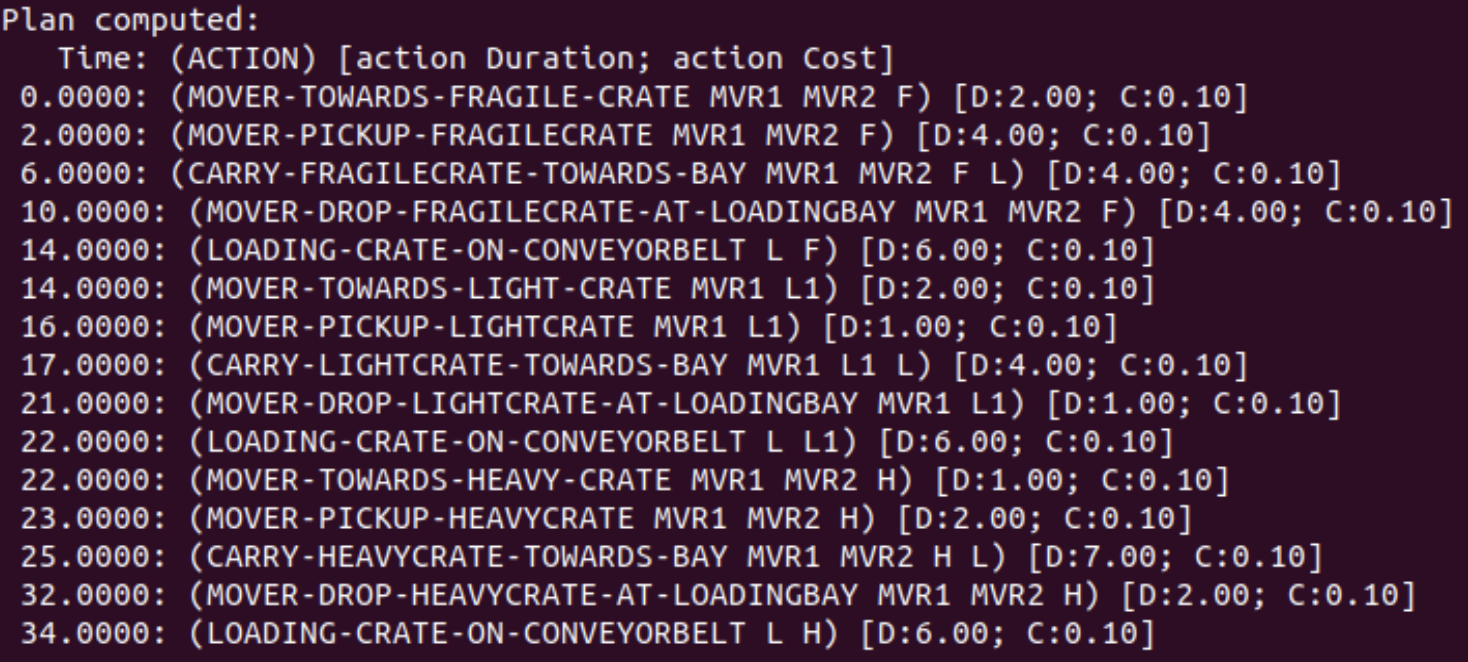 Plan computed:
Time: (ACTION) [action Duration; action Cost]
0.0000: (MOVER-TOWARDS-FRAGILE-CRATE MVR1 MVR2 F) [D:2.00; C:0.10]
2.0000: (MOVER-PICKUP-FRAGILECRATE MVR1 MVR2 F) [D:4.00; C:0.10]
6.0000: (CARRY-FRAGILECRATE-TOWARDS-BAY MVR1 MVR2 F L) [D:4.00; C:0.10]
10.0000: (MOVER-DROP-FRAGILECRATE-AT-LOADINGBAY MVR1 MVR2 F) [D:4.00; C:0.10]
14.0000: (LOADING-CRATE-ON-CONVEYORBELT L F) [D:6.00; C:0.10]
14.0000: (MOVER-TOWARDS-LIGHT-CRATE MVR1 L1) [D:2.00; C:0.10]
16.0000: (MOVER-PICKUP-LIGHTCRATE MVR1 L1) [D:1.00; C:0.10]
17.0000: (CARRY-LIGHTCRATE-TOWARDS-BAY MVR1 L1 L) [D:4.00; C:0.10]
21.0000: (MOVER-DROP-LIGHTCRATE-AT-LOADINGBAY MVR1 L1) [D:1.00; C:0.10]
22.0000: (LOADING-CRATE-ON-CONVEYORBELT L L1) [D:6.00; C:0.10]
22.0000: (MOVER-TOWARDS-HEAVY-CRATE MVR1 MVR2 H) [D:1.00; C:0.10]
23.0000: (MOVER-PICKUP-HEAVYCRATE MVR1 MVR2 H) [D:2.00; C:0.10]
25.0000: (CARRY-HEAVYCRATE-TOWARDS-BAY MVR1 MVR2 H L) [D:7.00; C:0.10]
32.0000: (MOVER-DROP-HEAVYCRATE-AT-LOADINGBAY MVR1 MVR2 H) [D:2.00; C:0.10]
34.0000: (LOADING-CRATE-ON-CONVEYORBELT L H) [D:6.00; C:0.10]